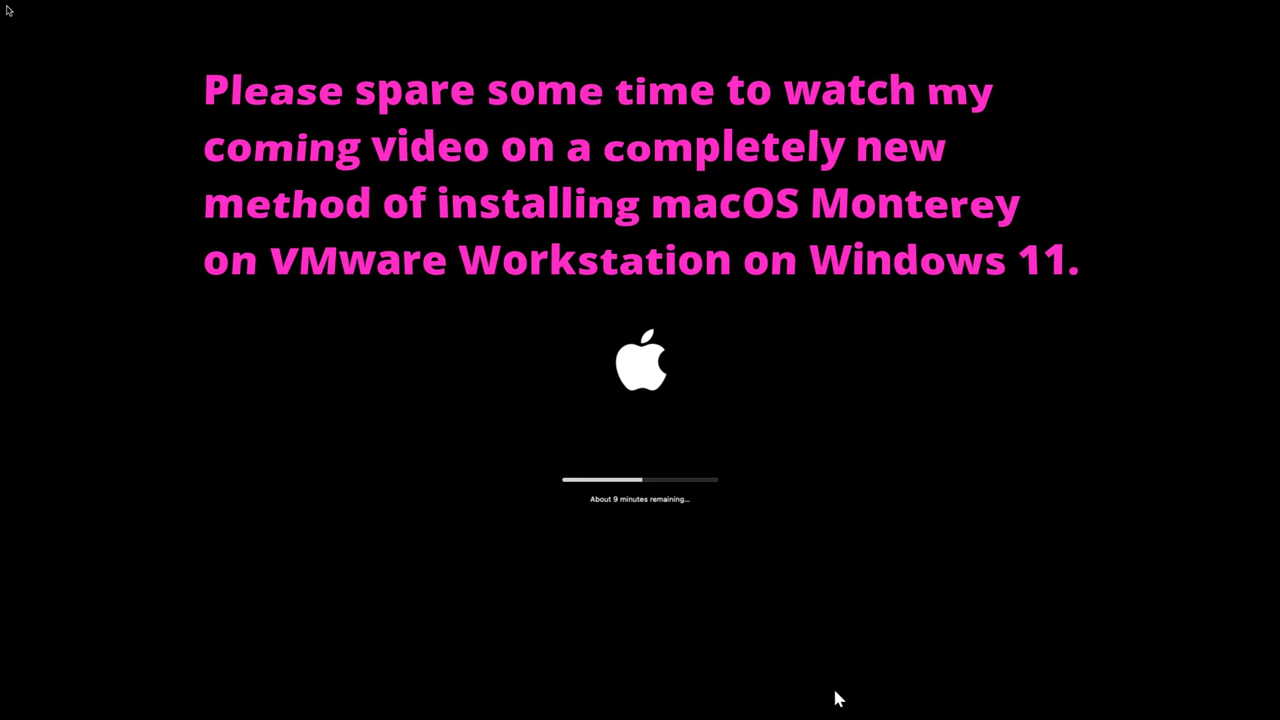 Please spare some time to watch my
coming video on a completely new
method of installing macOS Monterey
on VMware Workstation on Windows 11.
About 9 minutes remaining...